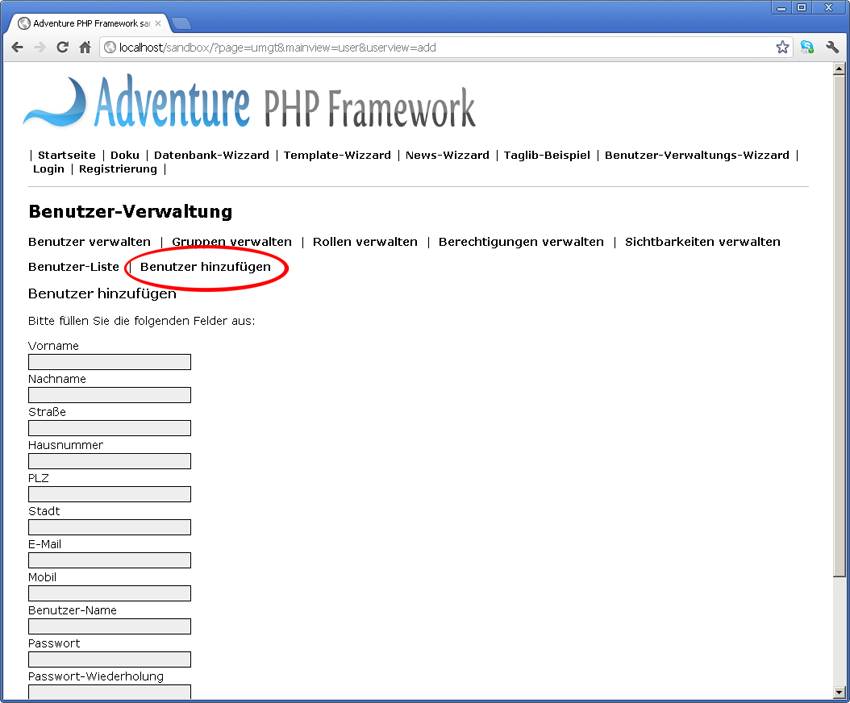 Adventure PHP Framework sar
localhost/sandbox/?page=umgt&mainview=user&userview=add
Adventure PHP Framework
| Startseite | Doku | Datenbank-Wizzard | Template-Wizzard | News-Wizzard | Taglib-Beispiel | Benutzer-Verwaltungs-Wizzard |
Login | Registrierung |
Benutzer-Verwaltung
Benutzer verwalten | Gruppen verwalten | Rollen verwalten | Berechtigungen verwalten | Sichtbarkeiten verwalten
Benutzer-Liste | Benutzer hinzufügen
Benutzer hinzufügen
Bitte füllen Sie die folgenden Felder aus:
Vorname
Nachname
Straße
Hausnummer
PLZ
Stadt
E-Mail
Mobil
Benutzer-Name
Passwort
Passwort-Wiederholung